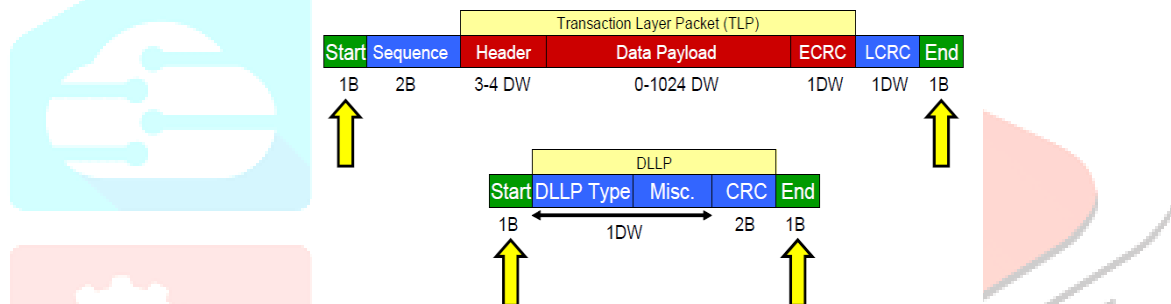 Transaction Layer Packet (TLP)
Start Sequence Header Data Payload ECRC LCRC End
1B 2B 3-4 DW 0-1024 DW 1DW 1DW 1B
DLLP
Start DLLP Type Misc. CRC End
1B 1DW 2B 1B